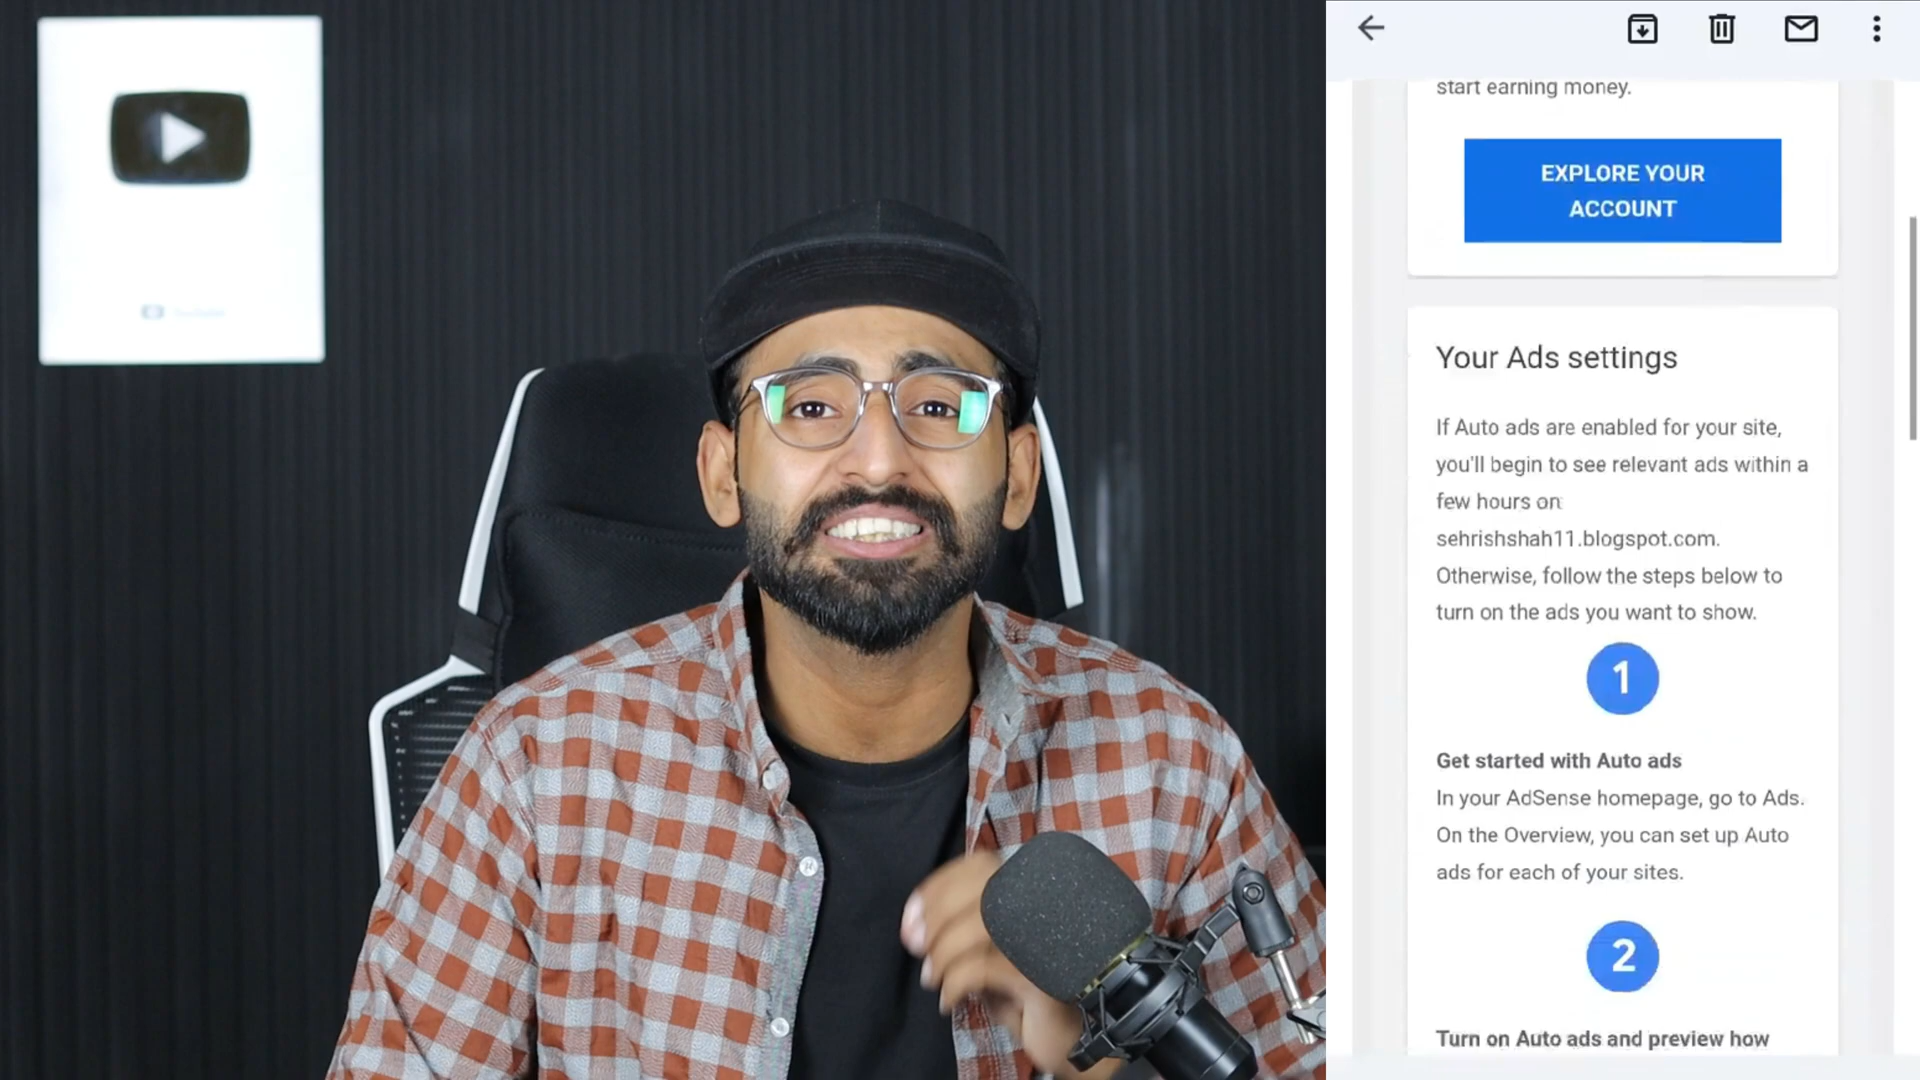 start earning money.
EXPLORE YOUR
ACCOUNT
Your Ads settings
If Auto ads are enabled for your site,
you'll begin to see relevant ads within a
few hours on
sehrishshah11.blogspot.com.
Otherwise, follow the steps below to
turn on the ads you want to show.
1
Get started with Auto ads
In your AdSense homepage, go to Ads.
On the Overview, you can set up Auto
ads for each of your sites.
2
Turn on Auto ads and preview how